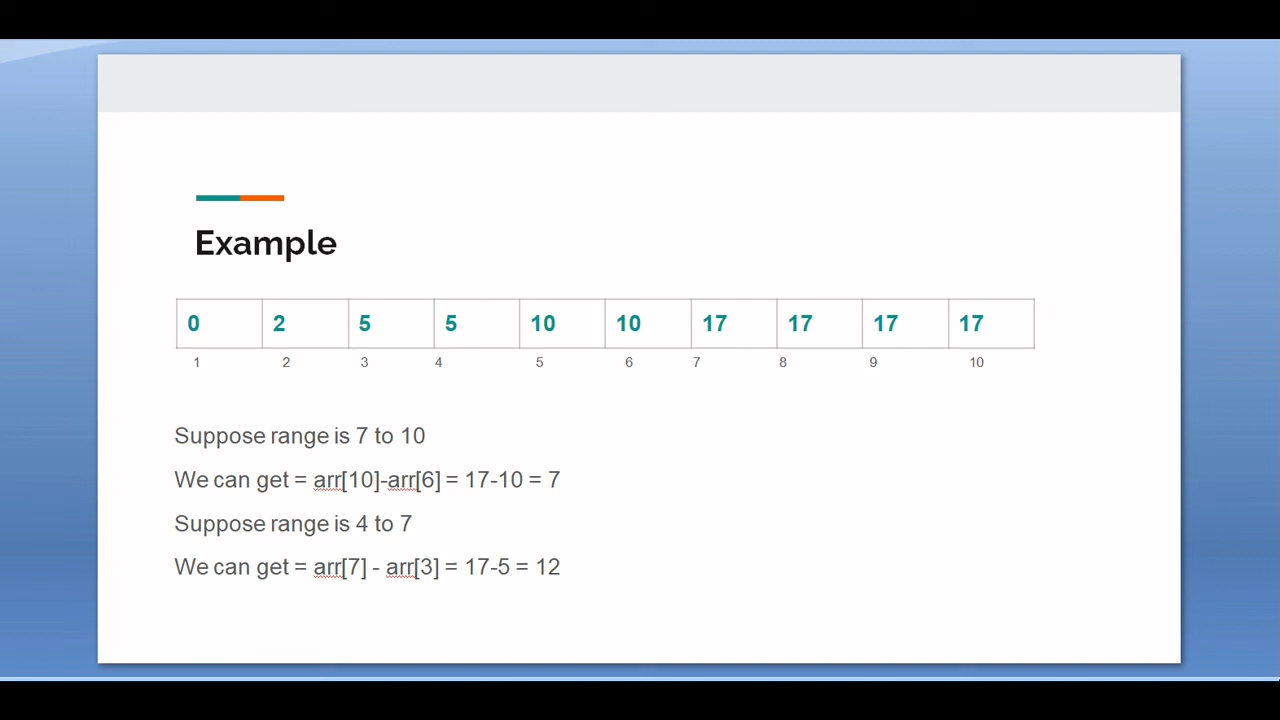 Example
0 2 5 5 10 10 17 17 17 17
1 2 3 4 5 6 7 8 9 10
Suppose range is 7 to 10
We can get = arr[10]-arr[6] = 17-10 = 7
Suppose range is 4 to 7
We can get = arr[7] - arr[3] = 17-5 = 12